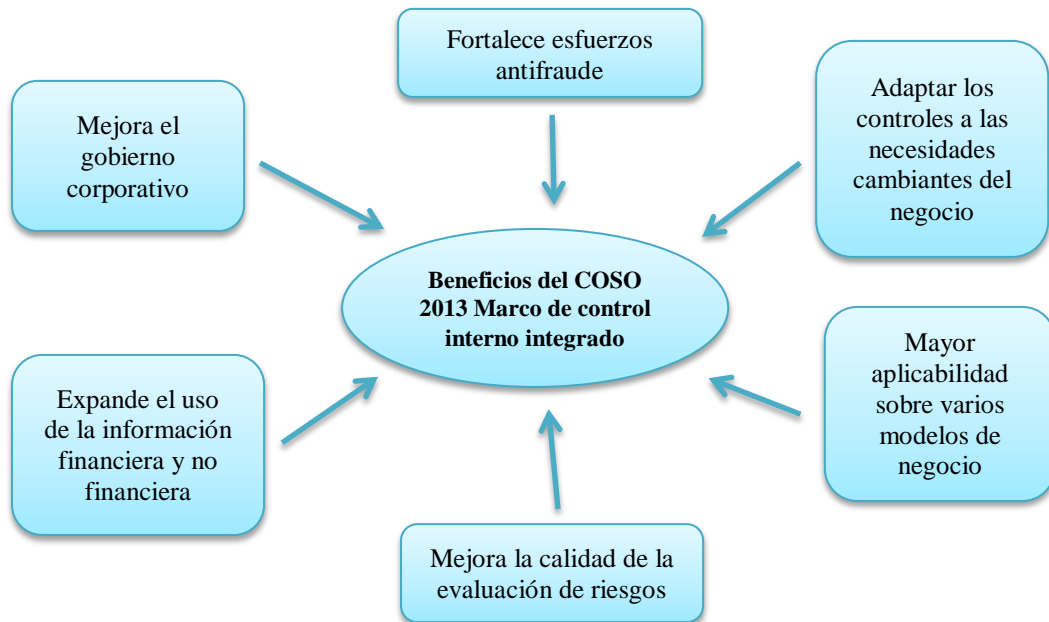 Fortalece esfuerzos
antifraude
Mejora el
gobierno
corporativo
Adaptar los
controles a las
necesidades
cambiantes del
negocio
Beneficios del COSO
2013 Marco de control
interno integrado
Expande el uso
de la información
financiera y no
financiera
Mayor
aplicabilidad
sobre varios
modelos de
negocio
Mejora la calidad de la
evaluación de riesgos